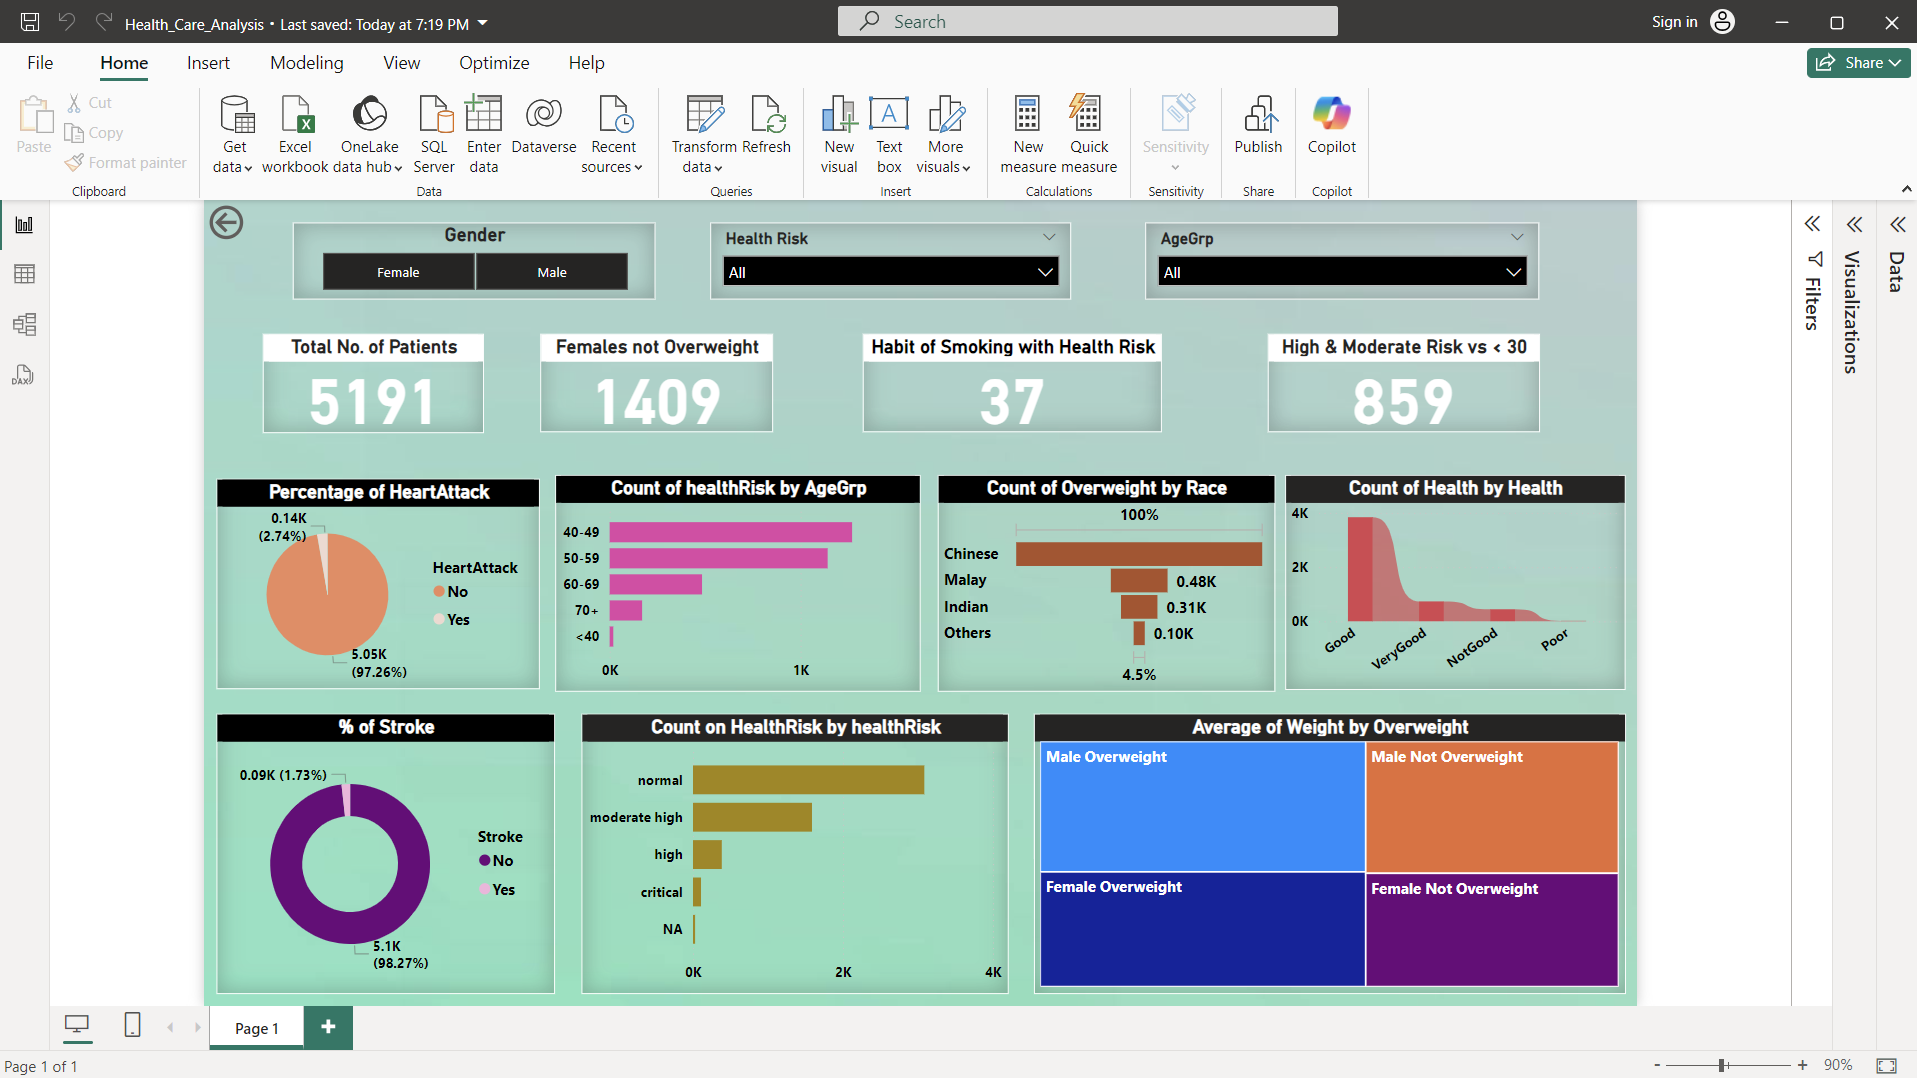 Health_Care_Analysis • Last saved: Today at 7:19 PM
Search
Sign in
File Home Insert Modeling View Optimize Help
Share
Paste
Cut
Copy
Format painter
Clipboard
Get data
Excel workbook
OneLake data hub
SQL Server
Enter data
Dataverse
Recent sources
Data
Transform data
Refresh
Queries
New visual
Text box
More visuals
Insert
New measure
Quick measure
Calculations
Sensitivity
Sensitivity
Publish
Share
Copilot
Copilot
DAX
Gender
Female Male
Health Risk
All
AgeGrp
All
Filters
Visualizations
Data
Total No. of Patients
5191
Females not Overweight
1409
Habit of Smoking with Health Risk
37
High & Moderate Risk vs < 30
859
Percentage of HeartAttack
0.14K
(2.74%)
HeartAttack
No
Yes
5.05K
(97.26%)
Count of healthRisk by AgeGrp
40-49
50-59
60-69
70+
<40
0K 1K
Count of Overweight by Race
100%
Chinese
Malay 0.48K
Indian 0.31K
Others 0.10K
4.5%
Count of Health by Health
4K
2K
0K
Good VeryGood NotGood Poor
% of Stroke
0.09K (1.73%)
Stroke
No
Yes
5.1K
(98.27%)
Count on HealthRisk by healthRisk
normal
moderate high
high
critical
NA
0K 2K 4K
Average of Weight by Overweight
Male Overweight
Male Not Overweight
Female Overweight
Female Not Overweight
Page 1
+
Page 1 of 1
- + 90%